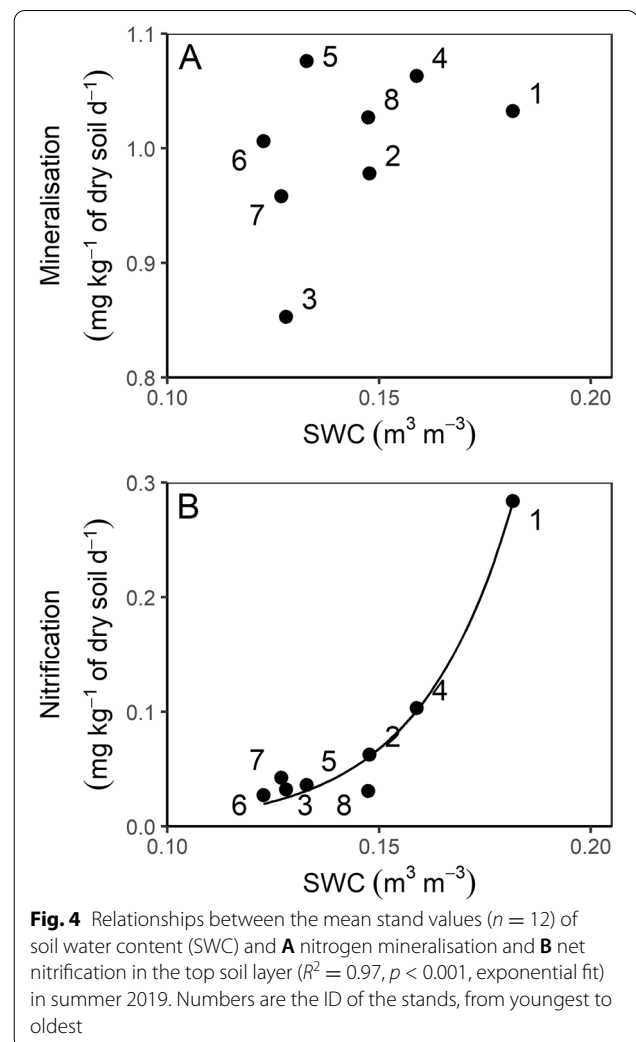 A
1.1
1.0
0.9
0.8
Mineralisation
(mg kg⁻¹ of dry soil d⁻¹)
5
4
8
1
6
2
7
3
0.10
0.15
0.20
SWC (m³ m⁻³)
B
0.3
0.2
0.1
0.0
Nitrification
(mg kg⁻¹ of dry soil d⁻¹)
1
4
2
7
5
6
3
8
0.10
0.15
0.20
SWC (m³ m⁻³)
Fig. 4 Relationships between the mean stand values (n = 12) of
soil water content (SWC) and A nitrogen mineralisation and B net
nitrification in the top soil layer (R² = 0.97, p < 0.001, exponential fit)
in summer 2019. Numbers are the ID of the stands, from youngest to
oldest